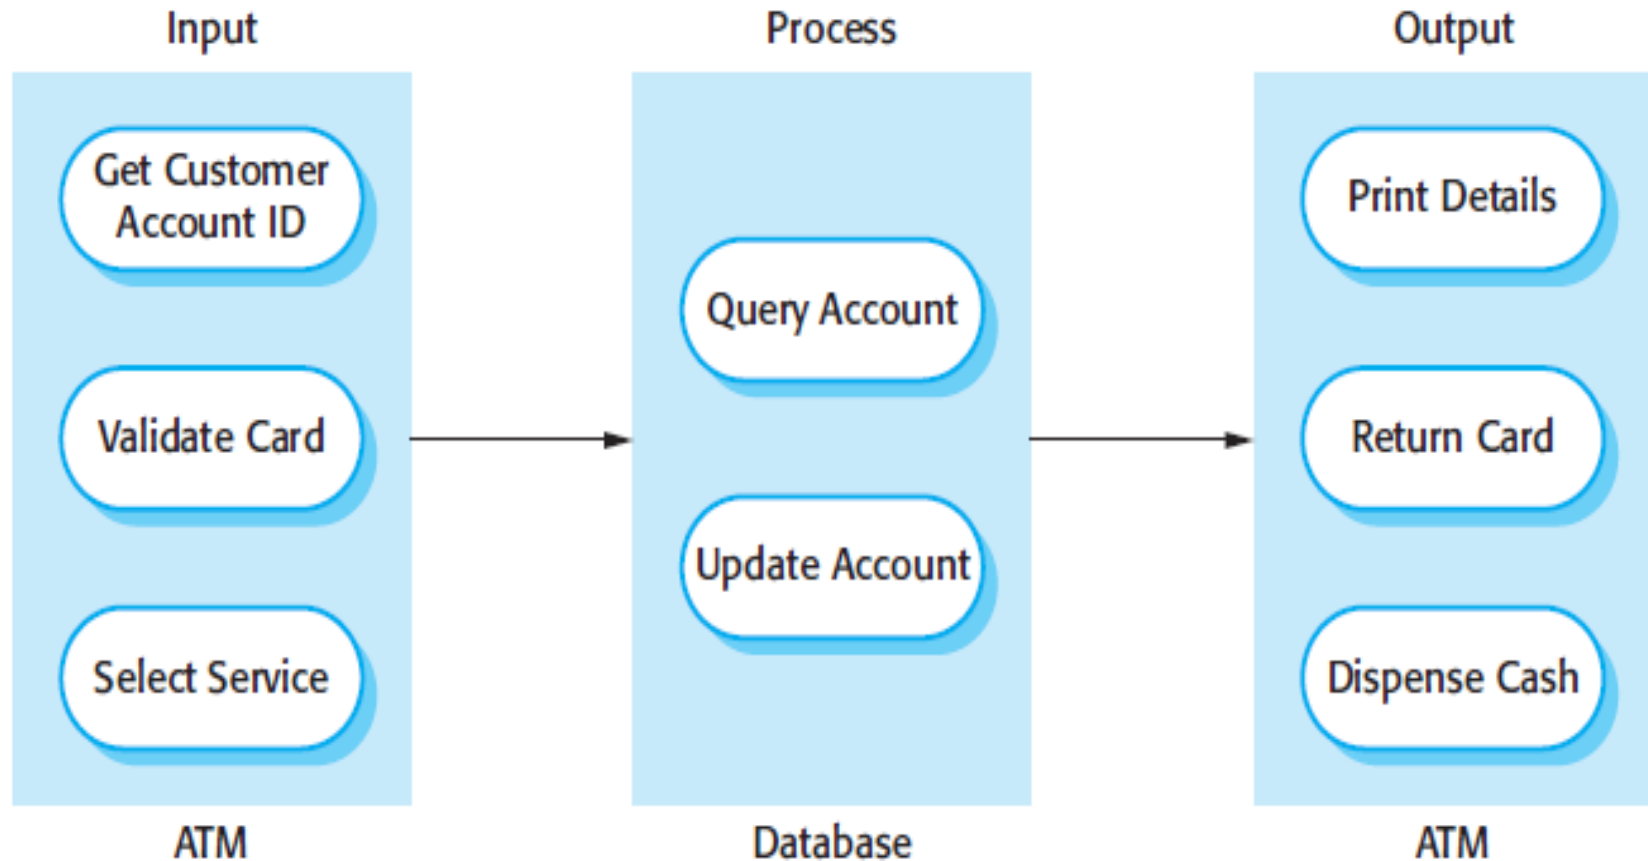 Input
Process
Output
Get Customer
Account ID
Validate Card
Select Service
Query Account
Update Account
Print Details
Return Card
Dispense Cash
ATM
Database
ATM